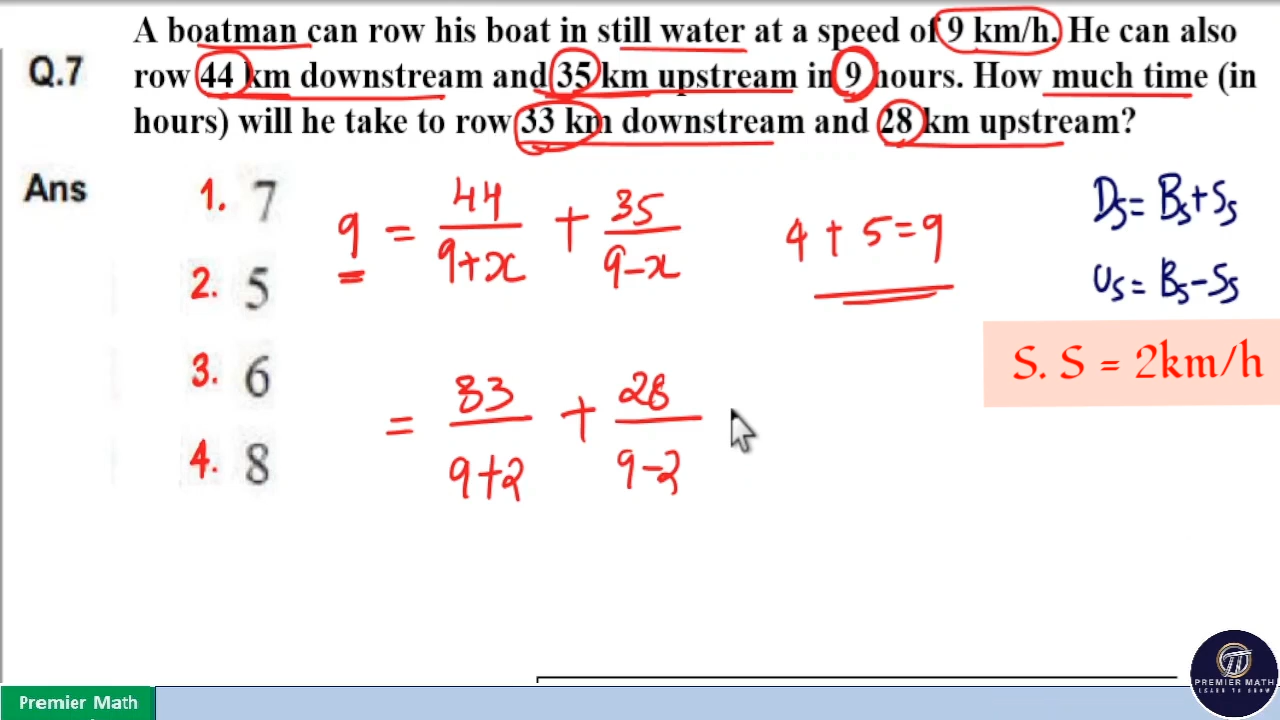 A boatman can row his boat in still water at a speed of 9 km/h. He can also
Q.7 row 44 km downstream and 35 km upstream in 9 hours. How much time (in
hours) will he take to row 33 km downstream and 28 km upstream?
Ans
1. 7
2. 5
3. 6
4. 8
9 = 44/9+x + 35/9-x
4 + 5 = 9
= 33/9+2 + 28/9-2
Ds = Bs + Ss
Us = Bs - Ss
S. S = 2km/h
Premier Math
PREMIER MATH
LEARN TO GROW